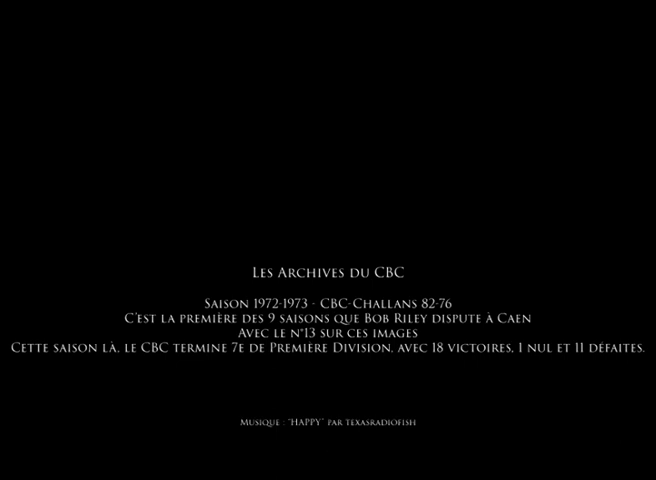 Les Archives du CBC
Saison 1972-1973 - CBC-Challans 82-76
C'est la première des 9 saisons que Bob Riley dispute à Caen
Avec le n°13 sur ces images
Cette saison là, le CBC termine 7e de Première Division, avec 18 victoires, 1 nul et 11 défaites.
Musique : "HAPPY" par texasradiofish